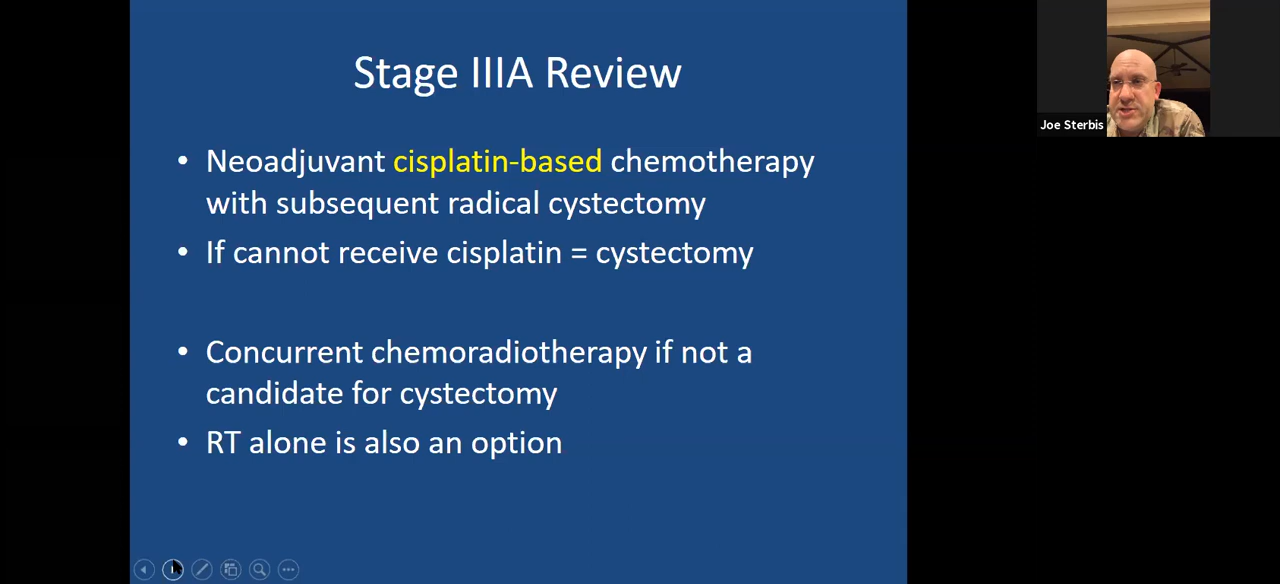 Stage IIIA Review
• Neoadjuvant cisplatin-based chemotherapy
with subsequent radical cystectomy
• If cannot receive cisplatin = cystectomy
• Concurrent chemoradiotherapy if not a
candidate for cystectomy
• RT alone is also an option
Joe Sterbis